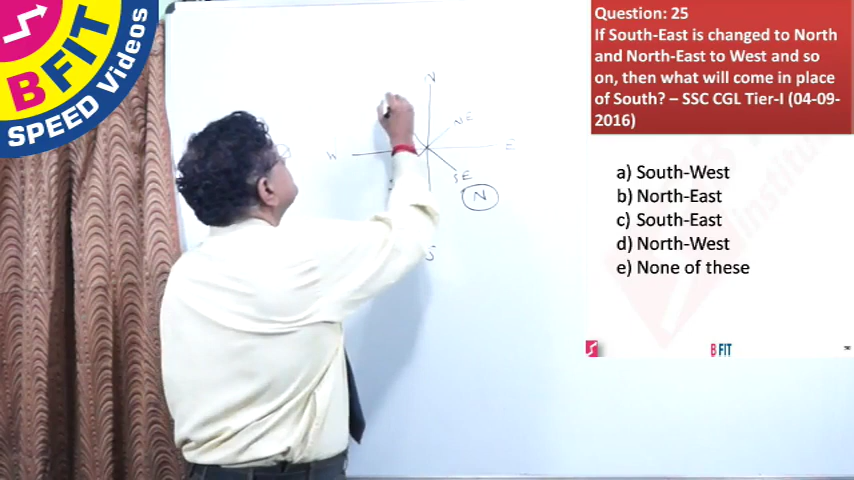 BFIT
SPEED Videos
Question: 25
If South-East is changed to North
and North-East to West and so
on, then what will come in place
of South? – SSC CGL Tier-I (04-09-
2016)
a) South-West
b) North-East
c) South-East
d) North-West
e) None of these
B FIT
N
NE
W
E
SE
N
S
institute